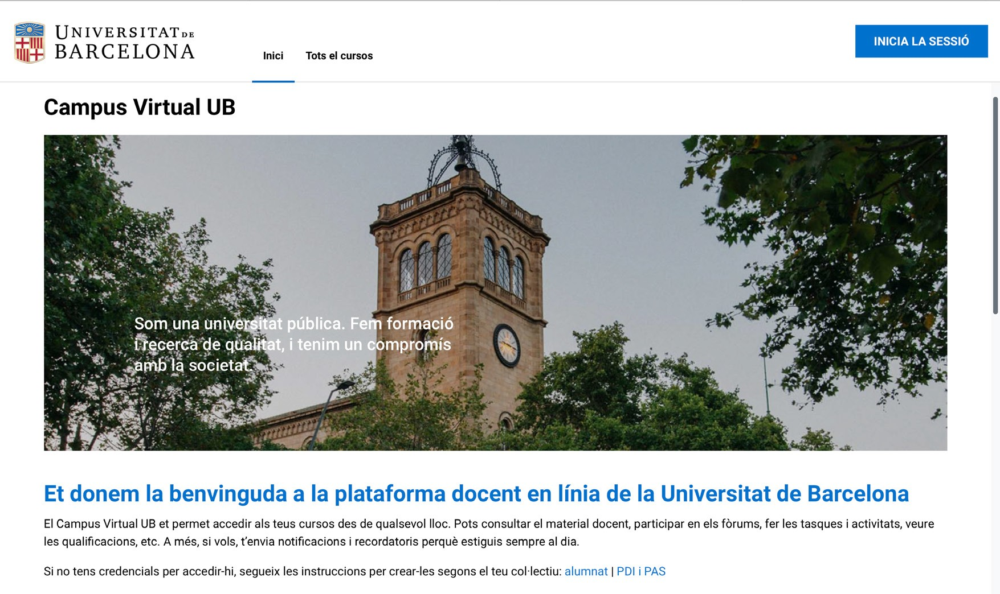 UNIVERSITAT DE
BARCELONA
Inici
Tots el cursos
INICIA LA SESSIÓ
Campus Virtual UB
Som una universitat pública. Fem formació
i recerca de qualitat, i tenim un compromís
amb la societat.
Et donem la benvinguda a la plataforma docent en línia de la Universitat de Barcelona
El Campus Virtual UB et permet accedir als teus cursos des de qualsevol lloc. Pots consultar el material docent, participar en els fòrums, fer les tasques i activitats, veure
les qualificacions, etc. A més, si vols, t’envia notificacions i recordatoris perquè estiguis sempre al dia.
Si no tens credencials per accedir-hi, segueix les instruccions per crear-les segons el teu col·lectiu: alumnat | PDI i PAS